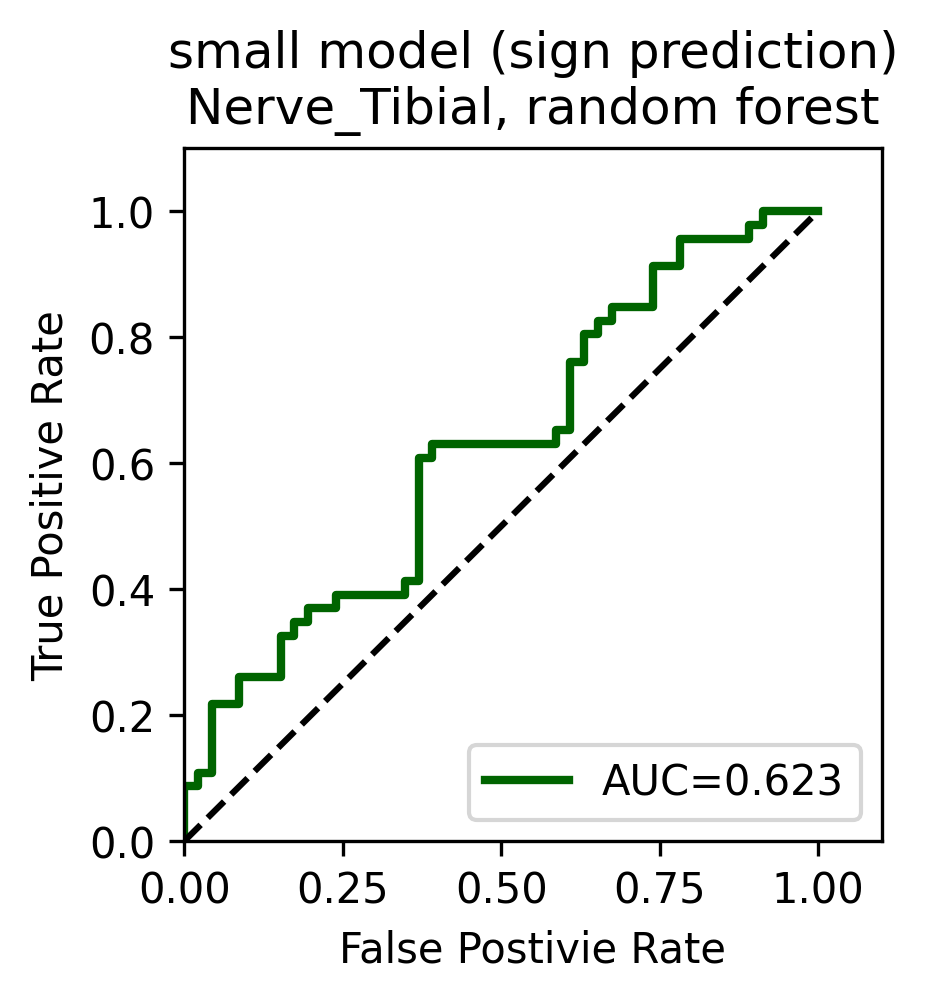 small model (sign prediction)
Nerve_Tibial, random forest
True Positive Rate
1.0
0.8
0.6
0.4
0.2
0.0
AUC=0.623
0.00 0.25 0.50 0.75 1.00
False Postivie Rate